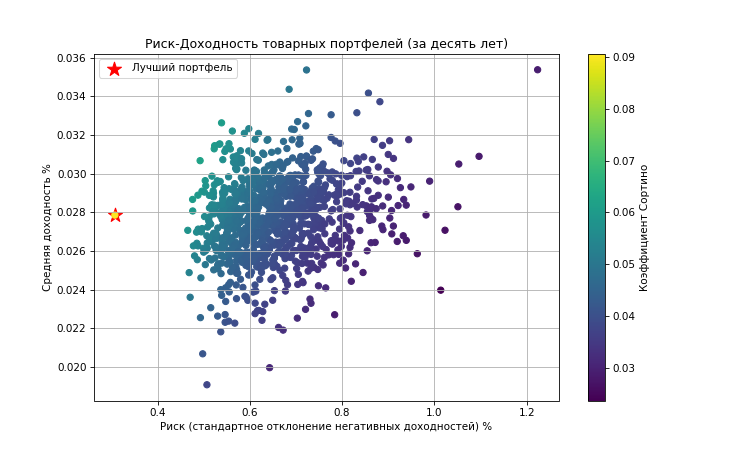 Риск-Доходность товарных портфелей (за десять лет)
Лучший портфель
Средняя доходность %
0.036
0.034
0.032
0.030
0.028
0.026
0.024
0.022
0.020
0.4 0.6 0.8 1.0 1.2
Риск (стандартное отклонение негативных доходностей) %
0.09
0.08
0.07
0.06
0.05
0.04
0.03
Коэффициент Сортино